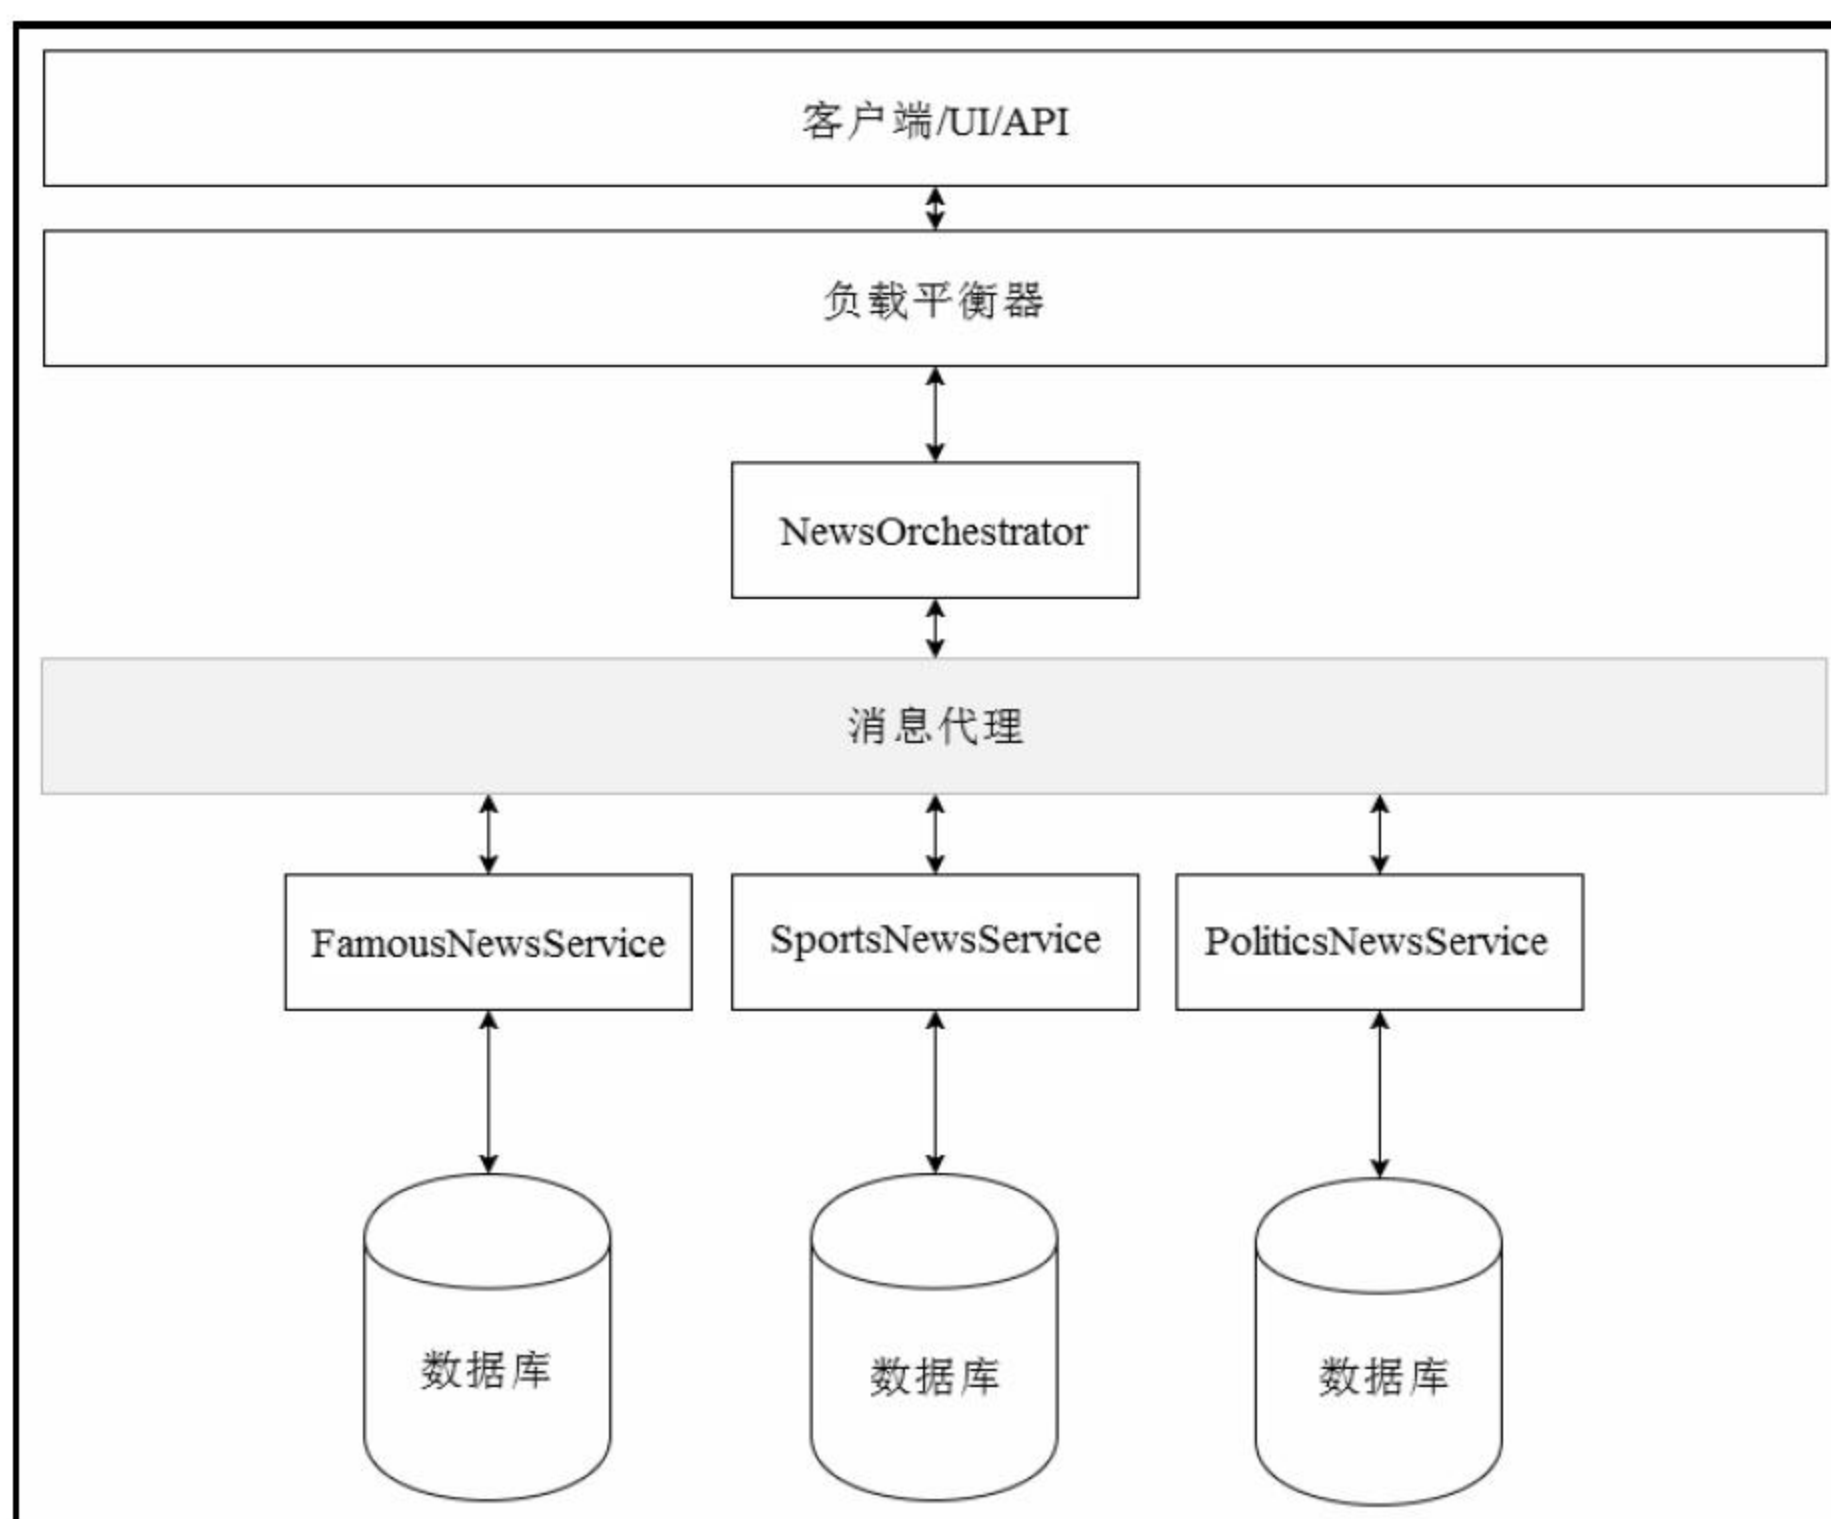 客户端/UI/API
负载平衡器
NewsOrchestrator
消息代理
FamousNewsService
SportsNewsService
PoliticsNewsService
数据库
数据库
数据库